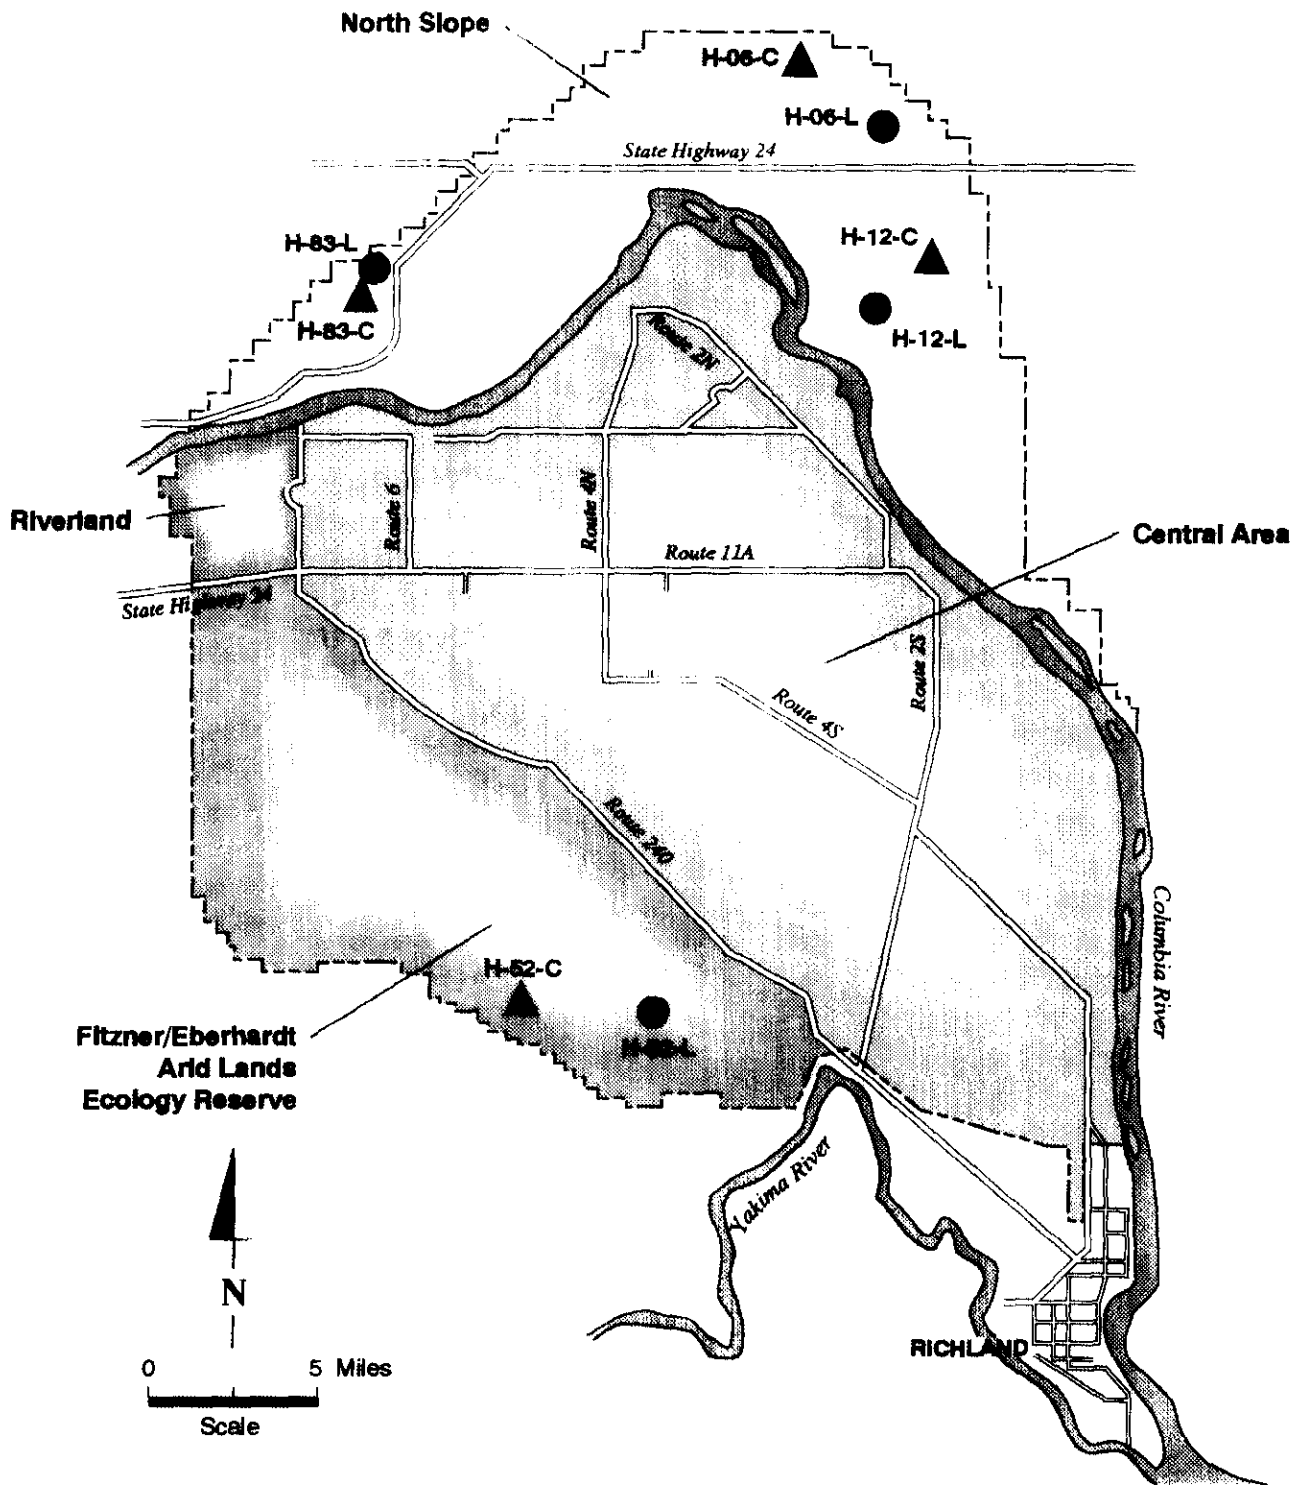 North Slope
H-06-C
H-06-L
State Highway 24
H-83-L
H-12-C
H-83-C
H-12-L
Route 2N
Riverland
Route 6
Route 4N
Central Area
Route 11A
State Highway 24
Route 2S
Route 4S
Route 240
Columbia River
H-52-C
H-52-L
Fitzner/Eberhardt
Arid Lands
Ecology Reserve
Yakima River
N
RICHLAND
0 5 Miles
Scale